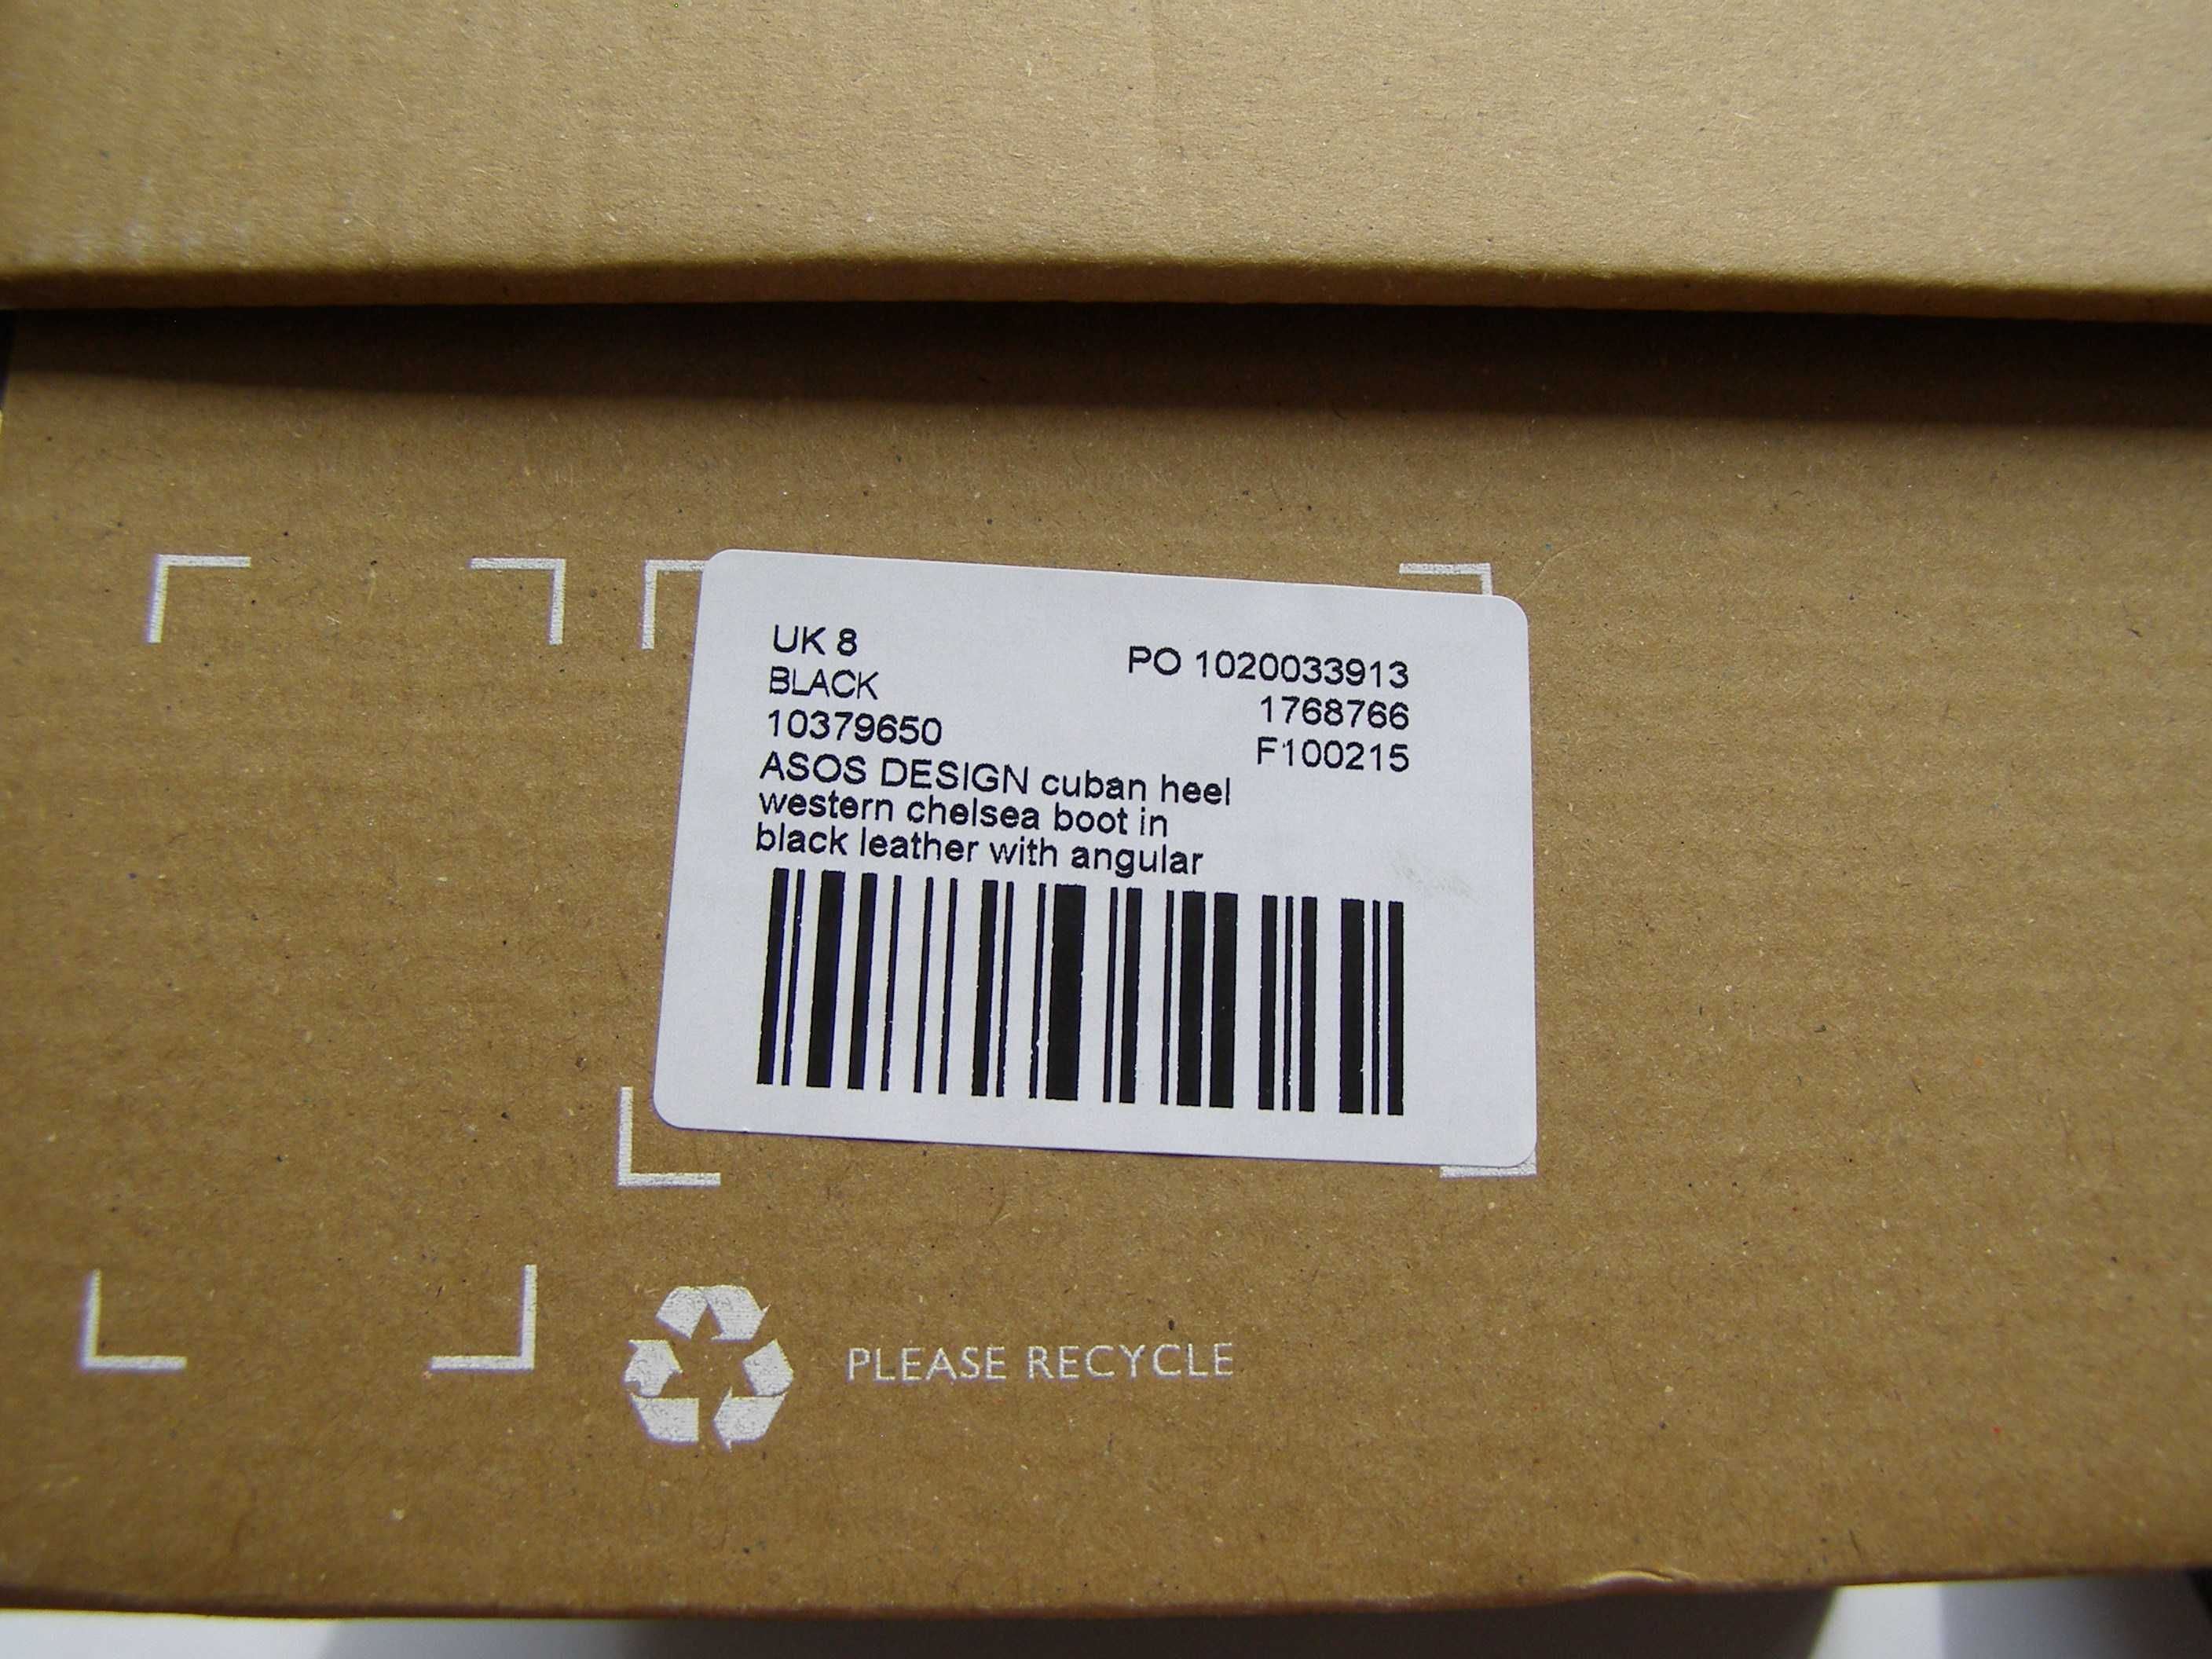 UK 8
PO 1020033913
BLACK
1768766
10379650
F100215
ASOS DESIGN cuban heel
western chelsea boot in
black leather with angular
PLEASE RECYCLE